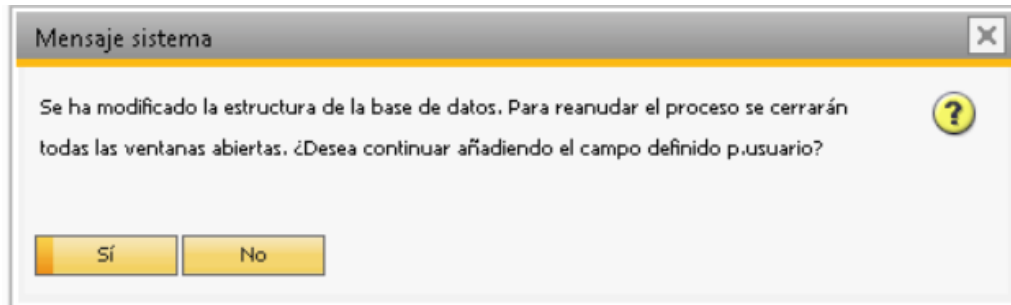 Mensaje sistema
Se ha modificado la estructura de la base de datos. Para reanudar el proceso se cerrarán
todas las ventanas abiertas. ¿Desea continuar añadiendo el campo definido p.usuario?
Sí
No